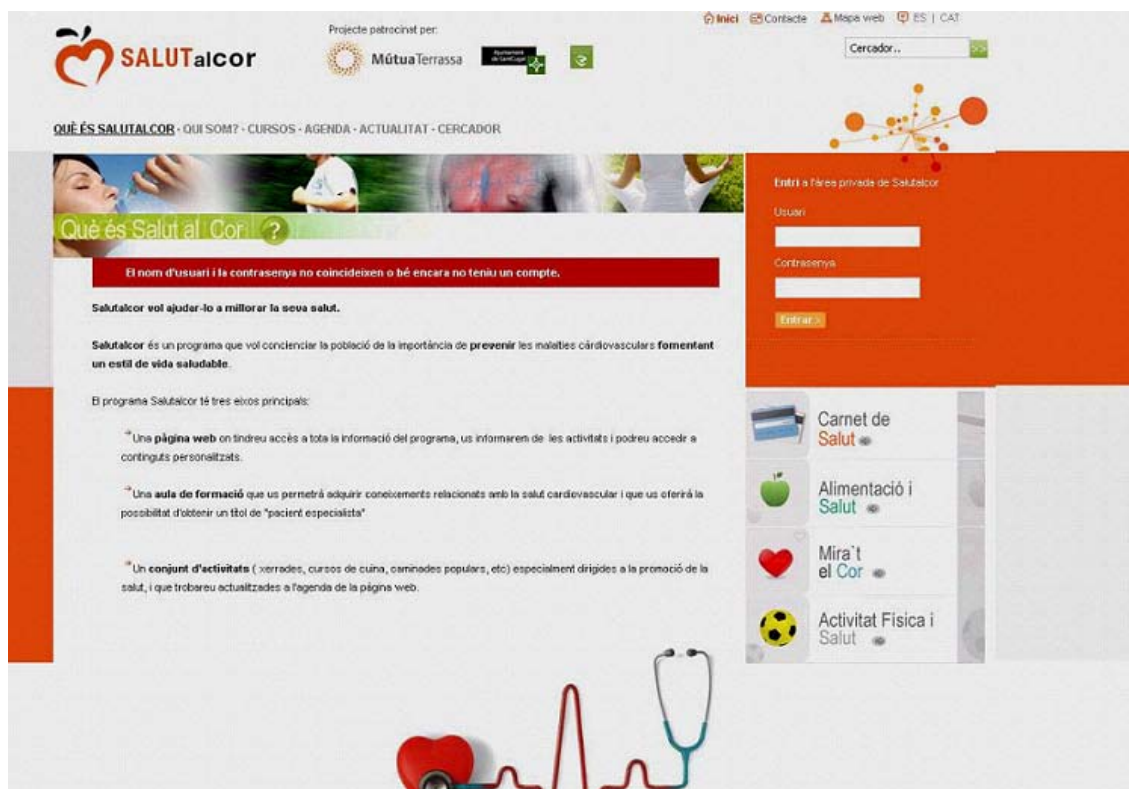 Inici Contacte Mapa web ES | CAT
Projecte patrocinat per:
SALUTalcor
MútuaTerrassa
Ajuntament
de SantCugat
Cercador.. >>
QUÈ ÉS SALUTALCOR · QUI SOM? · CURSOS · AGENDA · ACTUALITAT · CERCADOR
Què és Salut al Cor ?
El nom d'usuari i la contrasenya no coincideixen o bé encara no teniu un compte.
Salutalcor vol ajudar-lo a millorar la seva salut.
Salutalcor és un programa que vol concienciar la població de la importància de prevenir les malalties cárdiovasculars fomentant
un estil de vida saludable.
El programa Salutalcor té tres eixos principals:
Una pàgina web on tindreu accès a tota la informació del programa, us informarem de les activitats i podreu accedir a
continguts personalitzats.
Una aula de formació que us permetrá adquirir coneixements relacionats amb la salut cardiovascular i que us oferirá la
possibilitat d'obtenir un títol de "pacient especialista"
Un conjunt d'activitats ( xerrades, cursos de cuina, caminades populars, etc) especialment dirigides a la promoció de la
salut, i que trobareu actualitzades a l'agenda de la pàgina web.
Entri a l'àrea privada de Salutalcor
Usuari
Contrasenya
Entrar >
Carnet de
Salut
Alimentació i
Salut
Mira`t
el Cor
Activitat Física i
Salut